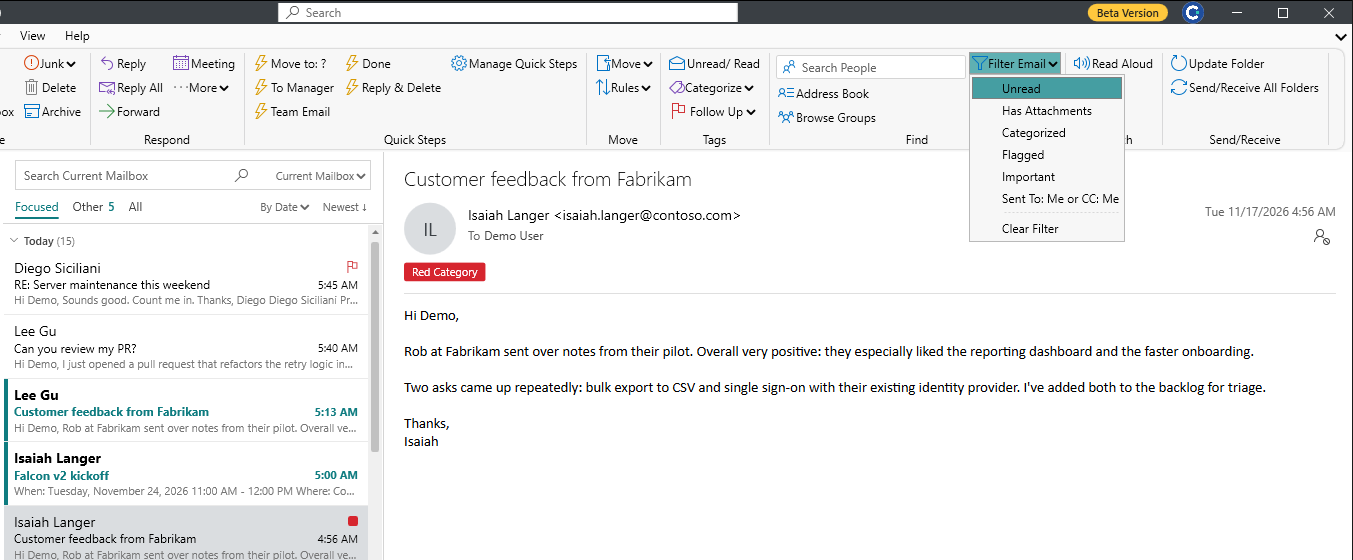 Search
Beta Version
View Help
Junk
Delete
Archive
Reply
Reply All
Forward
Meeting
More
Respond
Move to: ?
To Manager
Team Email
Done
Reply & Delete
Manage Quick Steps
Quick Steps
Move
Rules
Move
Unread/ Read
Categorize
Follow Up
Tags
Search People
Address Book
Browse Groups
Find
Filter Email
Unread
Has Attachments
Categorized
Flagged
Important
Sent To: Me or CC: Me
Clear Filter
Read Aloud
Update Folder
Send/Receive All Folders
Send/Receive
Search Current Mailbox
Current Mailbox
Focused Other 5 All
By Date Newest ↓
Today (15)
Diego Siciliani
RE: Server maintenance this weekend 5:45 AM
Hi Demo, Sounds good. Count me in. Thanks, Diego Diego Siciliani Pr...
Lee Gu
Can you review my PR? 5:40 AM
Hi Demo, I just opened a pull request that refactors the retry logic in...
Lee Gu
Customer feedback from Fabrikam 5:13 AM
Hi Demo, Rob at Fabrikam sent over notes from their pilot. Overall ve...
Isaiah Langer
Falcon v2 kickoff 5:00 AM
When: Tuesday, November 24, 2026 11:00 AM - 12:00 PM Where: Co...
Isaiah Langer
Customer feedback from Fabrikam 4:56 AM
Hi Demo, Rob at Fabrikam sent over notes from their pilot. Overall ve...
Customer feedback from Fabrikam
IL
Isaiah Langer <isaiah.langer@contoso.com>
To Demo User
Tue 11/17/2026 4:56 AM
Red Category
Hi Demo,
Rob at Fabrikam sent over notes from their pilot. Overall very positive: they especially liked the reporting dashboard and the faster onboarding.
Two asks came up repeatedly: bulk export to CSV and single sign-on with their existing identity provider. I've added both to the backlog for triage.
Thanks,
Isaiah